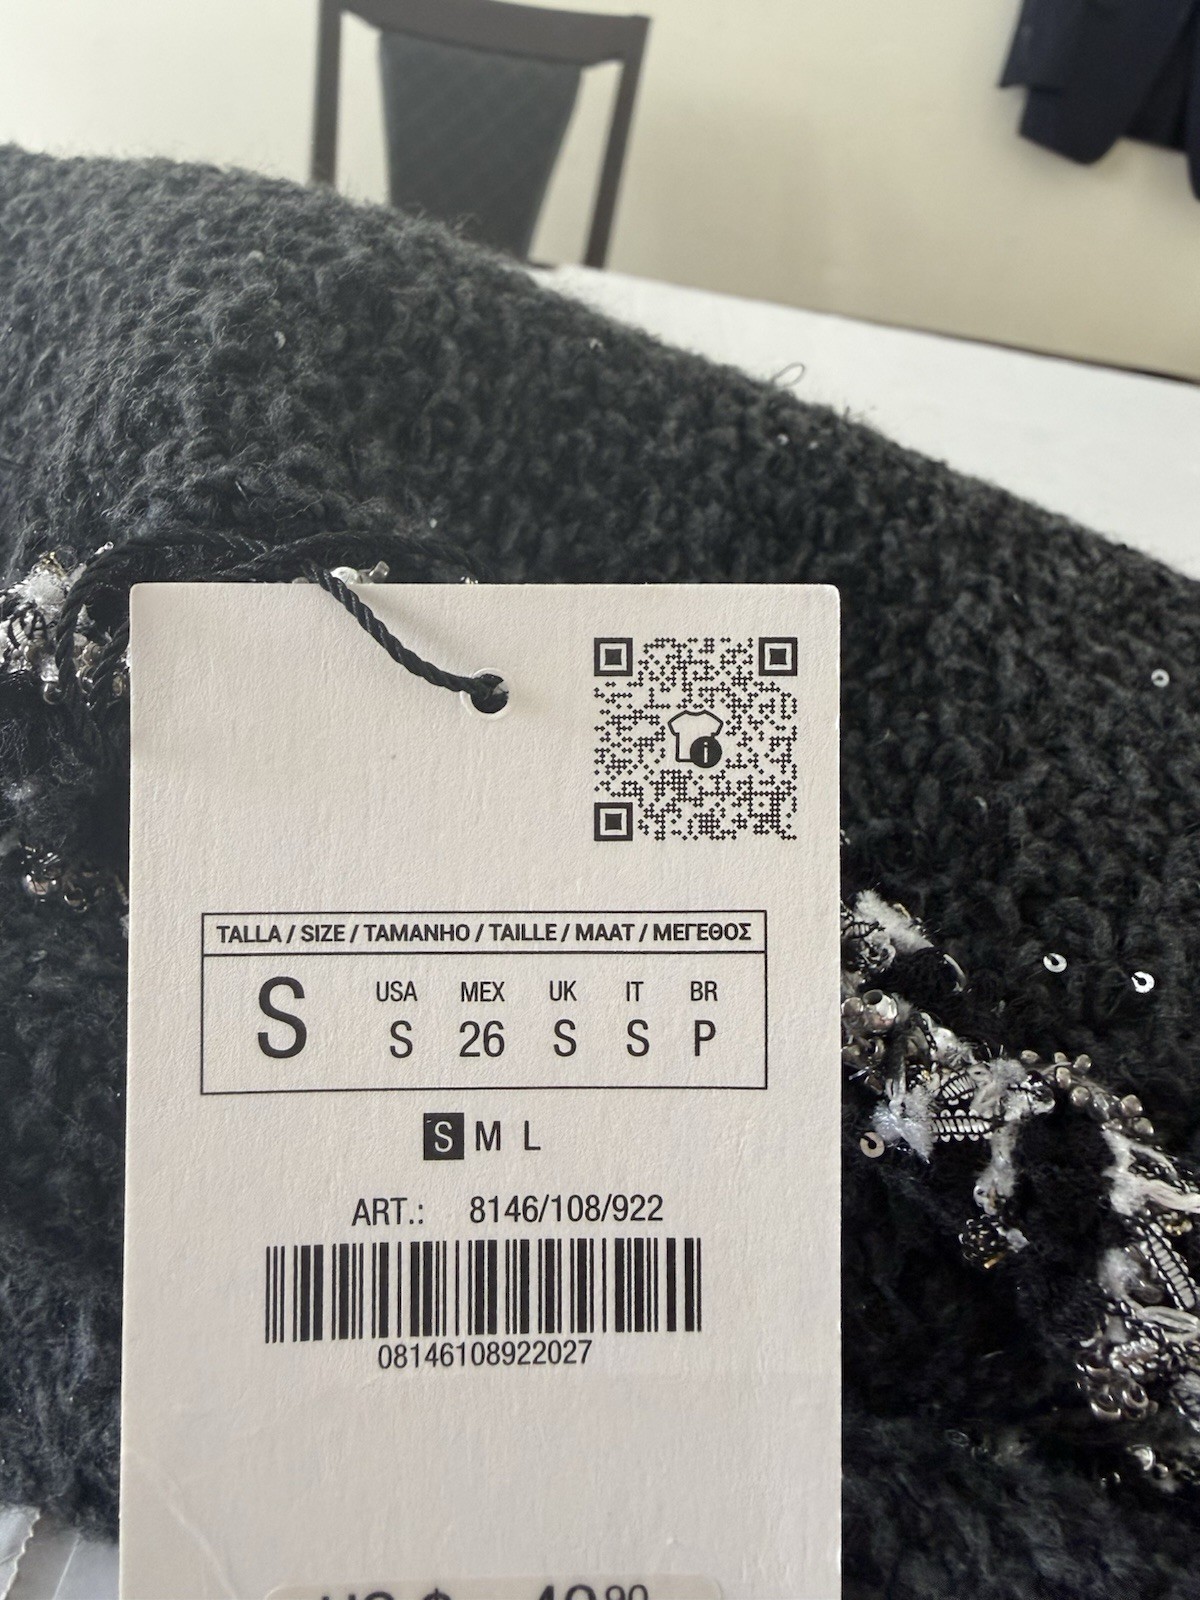 TALLA / SIZE / TAMANHO / TAILLE / MAAT / ΜΕΓΕΘΟΣ
S USA MEX UK IT BR
S 26 S S P
S M L
ART.: 8146/108/922
08146108922027